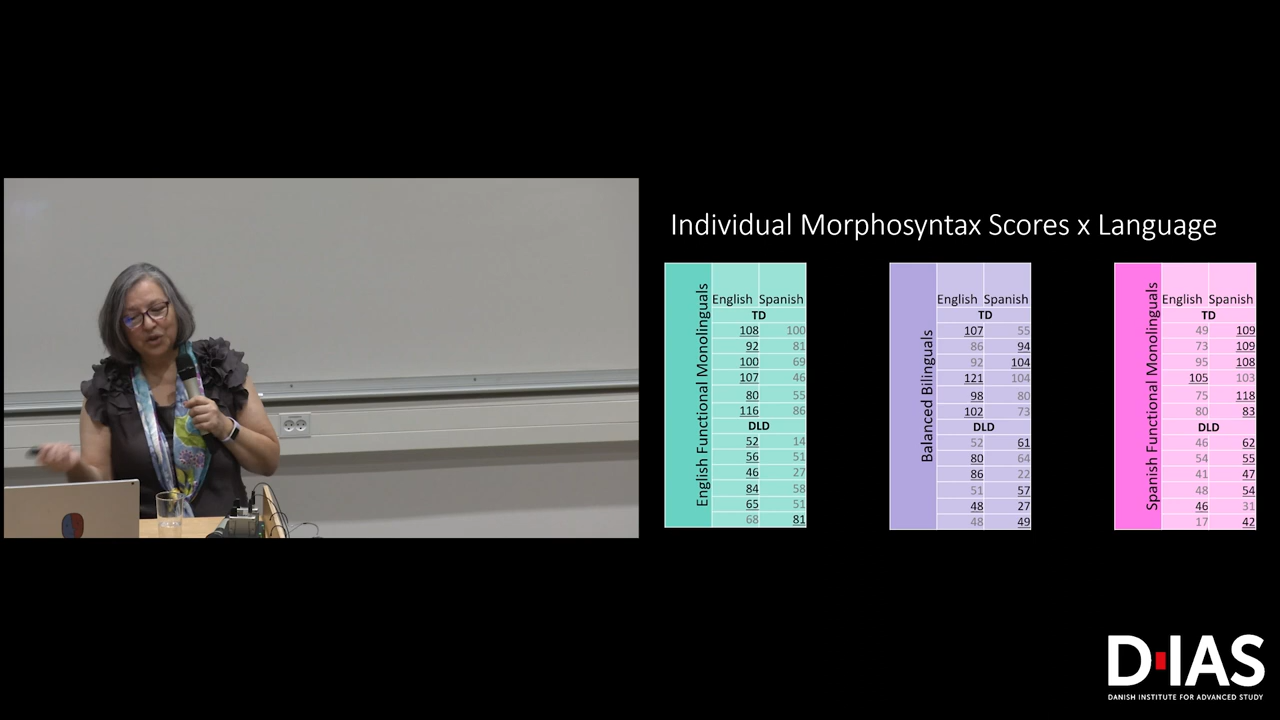 Individual Morphosyntax Scores x Language
English Functional Monolinguals
English Spanish
TD
108 100
92 81
100 69
107 46
80 55
116 86
DLD
52 14
56 51
46 27
84 58
65 51
68 81
Balanced Bilinguals
English Spanish
TD
107 55
86 94
92 104
121 104
98 80
102 73
DLD
52 61
80 64
86 22
51 57
48 27
48 49
Spanish Functional Monolinguals
English Spanish
TD
49 109
73 109
95 108
105 103
75 118
80 83
DLD
46 62
54 55
41 47
48 54
46 31
17 42
D·IAS
DANISH INSTITUTE FOR ADVANCED STUDY